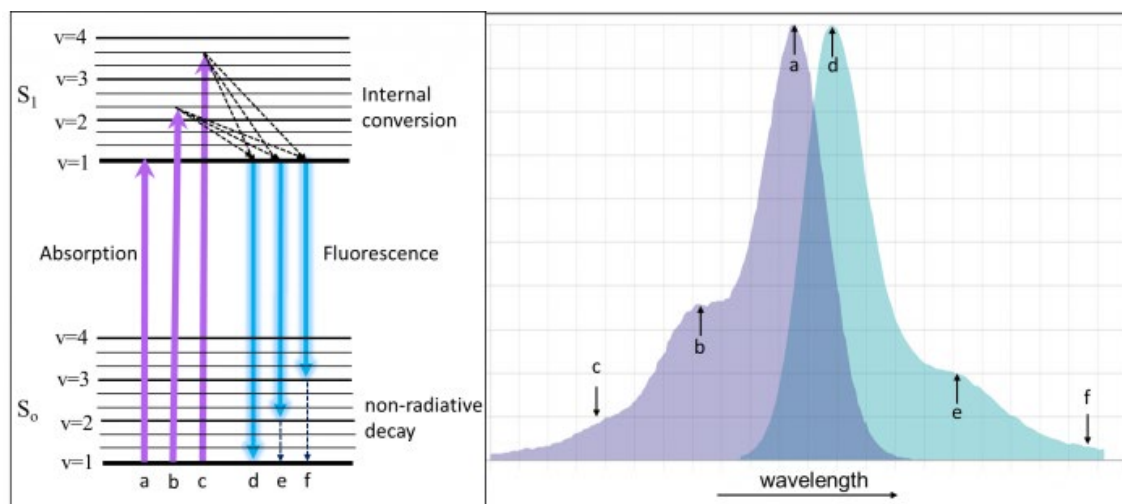 v=4
v=3
S1
v=2
v=1
Internal
conversion
Absorption
Fluorescence
v=4
v=3
So
v=2
v=1
non-radiative
decay
a b c d e f
a
d
b
c
e
f
wavelength